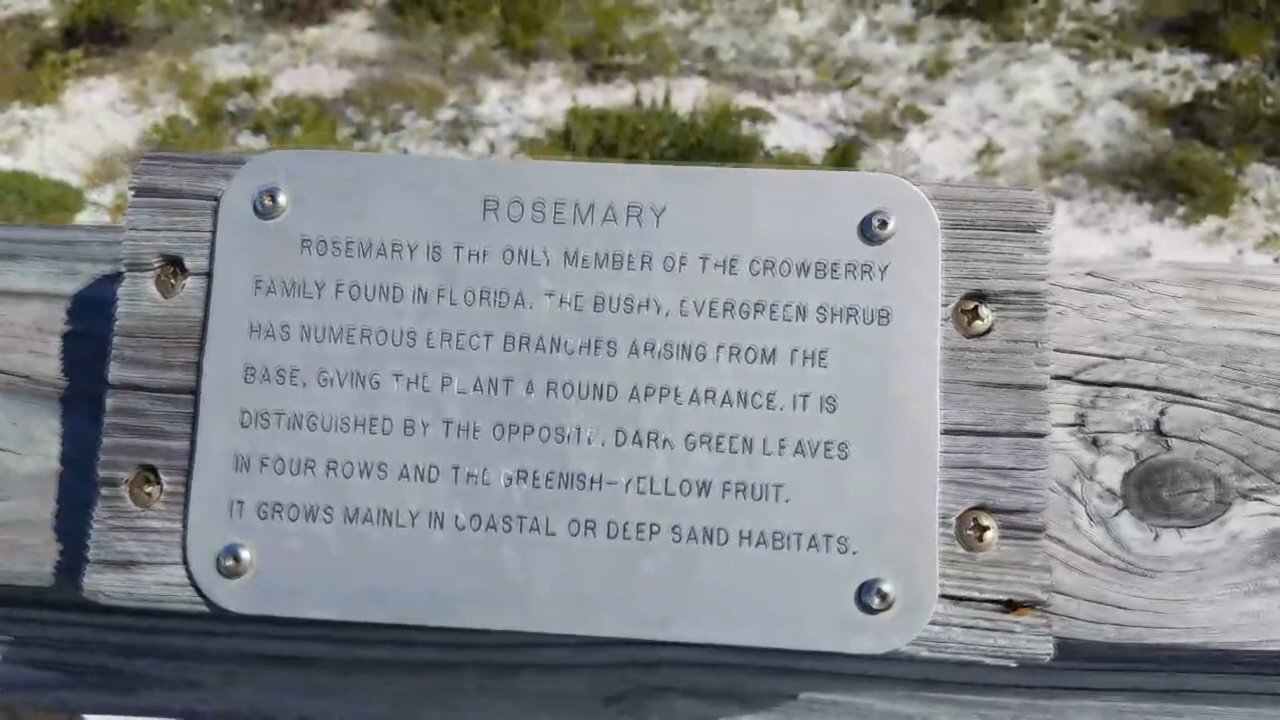 ROSEMARY
ROSEMARY IS THE ONLY MEMBER OF THE CROWBERRY
FAMILY FOUND IN FLORIDA. THE BUSHY, EVERGREEN SHRUB
HAS NUMEROUS ERECT BRANCHES ARISING FROM THE
BASE, GIVING THE PLANT A ROUND APPEARANCE. IT IS
DISTINGUISHED BY THE OPPOSITE, DARK GREEN LEAVES
IN FOUR ROWS AND THE GREENISH-YELLOW FRUIT.
IT GROWS MAINLY IN COASTAL OR DEEP SAND HABITATS.